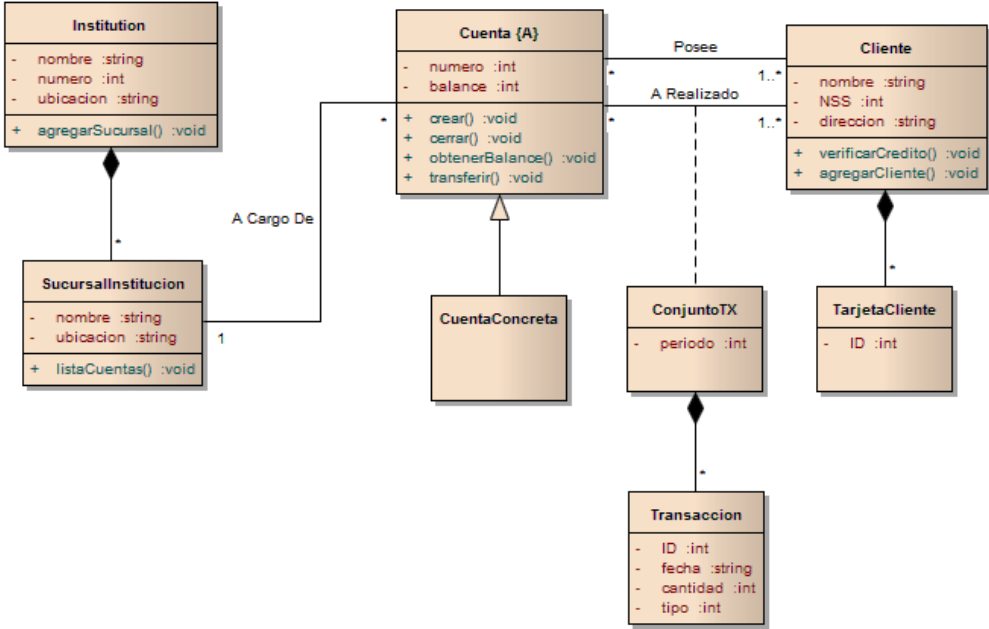 Institution
- nombre :string
- numero :int
- ubicacion :string
+ agregarSucursal() :void
*
SucursalInstitucion
- nombre :string
- ubicacion :string
+ listaCuentas() :void
1
A Cargo De
*
Cuenta {A}
- numero :int
- balance :int
+ crear() :void
+ cerrar() :void
+ obtenerBalance() :void
+ transferir() :void
CuentaConcreta
Posee
* 1..*
A Realizado
* 1..*
Cliente
- nombre :string
- NSS :int
- direccion :string
+ verificarCredito() :void
+ agregarCliente() :void
*
ConjuntoTX
- periodo :int
*
TarjetaCliente
- ID :int
Transaccion
- ID :int
- fecha :string
- cantidad :int
- tipo :int